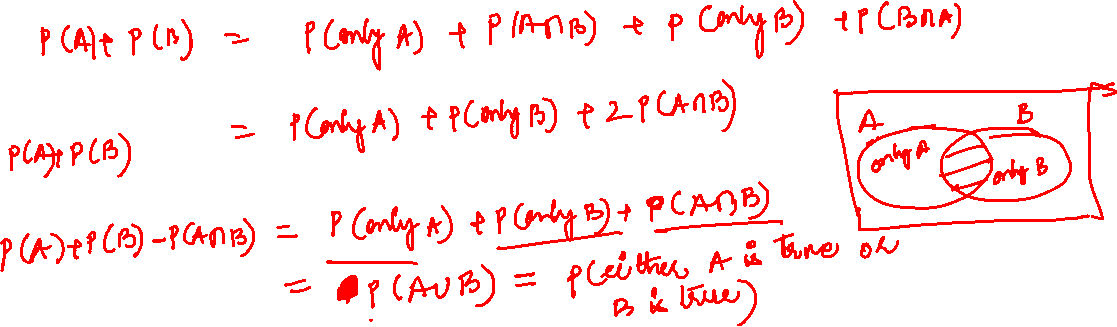 P(A)+ P(B) = P(only A) + P(A∩B) + P(only B) + P(B∩A)
P(A)+ P(B) = P(only A) + P(only B) + 2 P(A∩B)
P(A)+P(B)-P(A∩B) = P(only A) + P(only B) + P(A∩B)
= P(A∪B) = P(either A is true or
B is true)
S
A B
only A only B